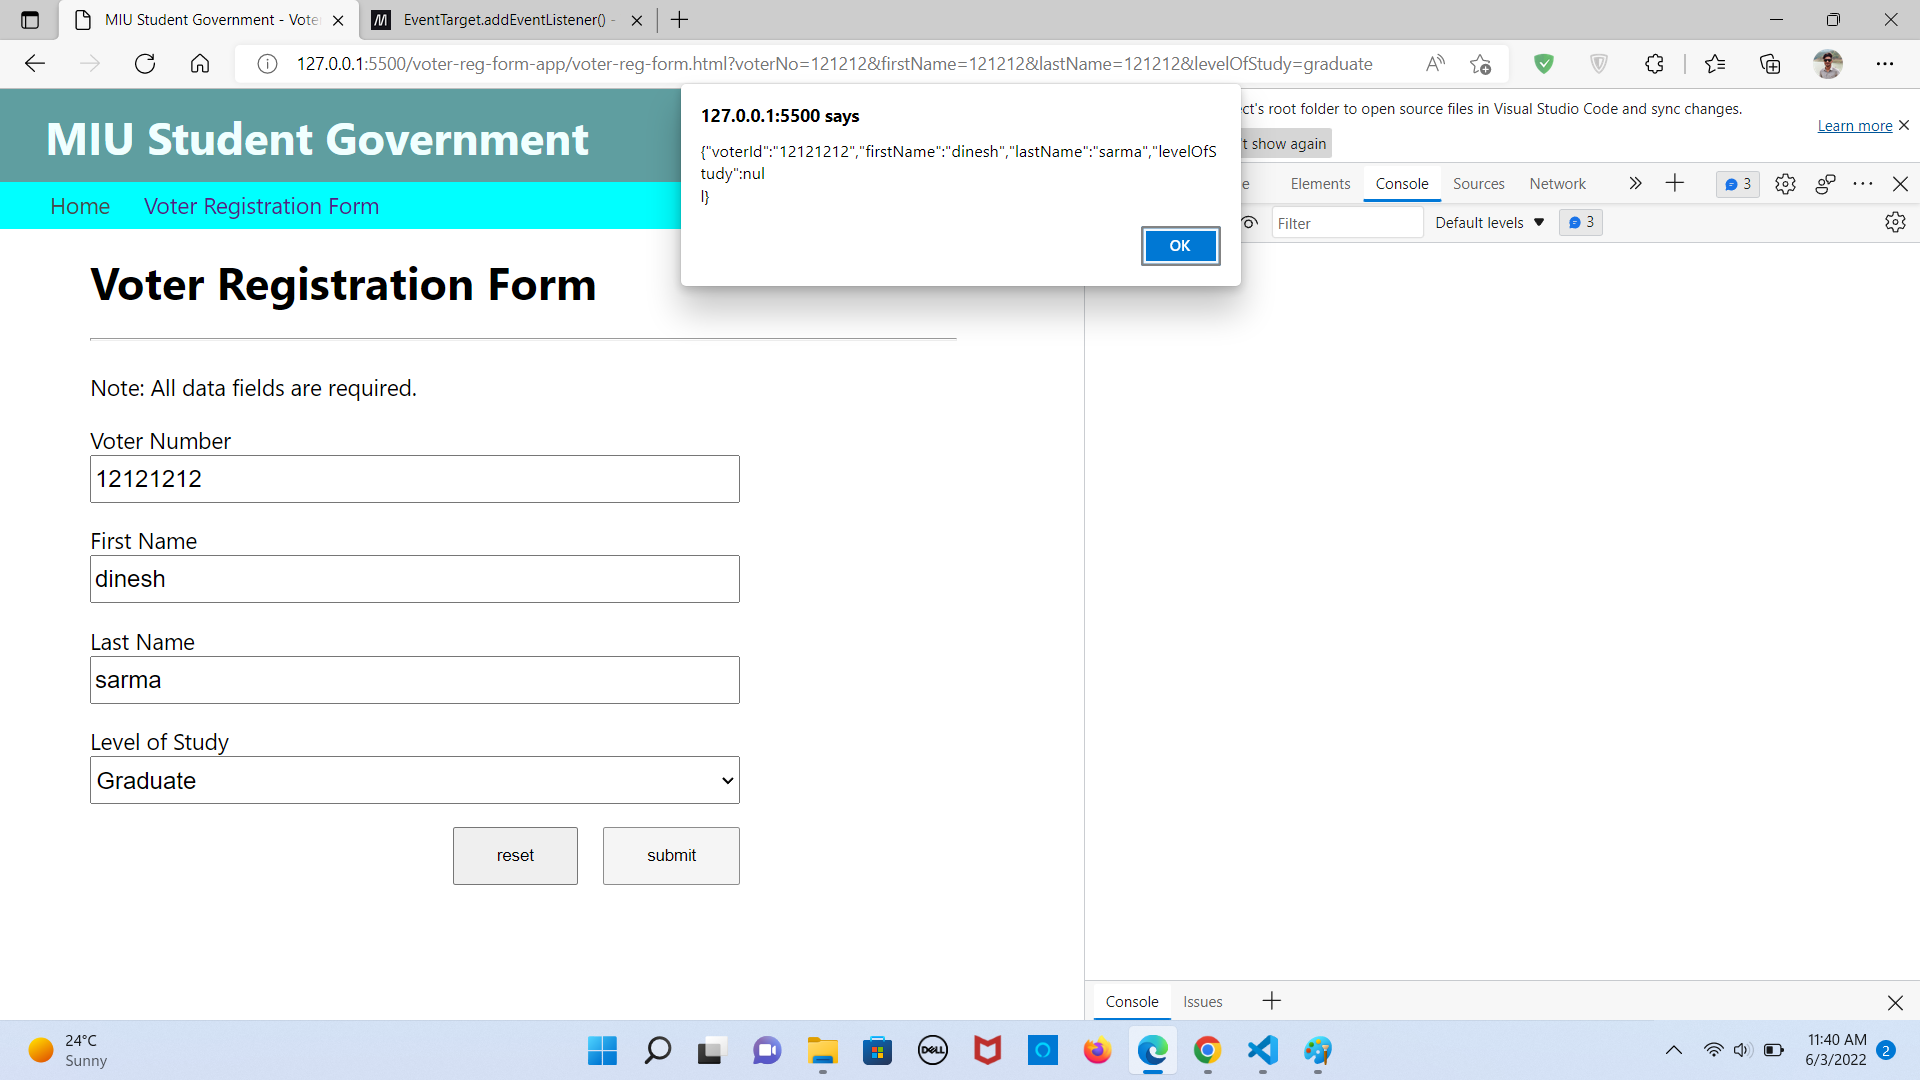 MIU Student Government - Vote
EventTarget.addEventListener() -
127.0.0.1:5500/voter-reg-form-app/voter-reg-form.html?voterNo=121212&firstName=121212&lastName=121212&levelOfStudy=graduate
MIU Student Government
Home
Voter Registration Form
127.0.0.1:5500 says
{"voterId":"12121212","firstName":"dinesh","lastName":"sarma","levelOfS
tudy":nul
l}
OK
ect's root folder to open source files in Visual Studio Code and sync changes.
't show again
Learn more
e
Elements
Console
Sources
Network
3
Filter
Default levels
3
Voter Registration Form
Note: All data fields are required.
Voter Number
12121212
First Name
dinesh
Last Name
sarma
Level of Study
Graduate
reset
submit
Console
Issues
24°C
Sunny
DELL
11:40 AM
6/3/2022
2